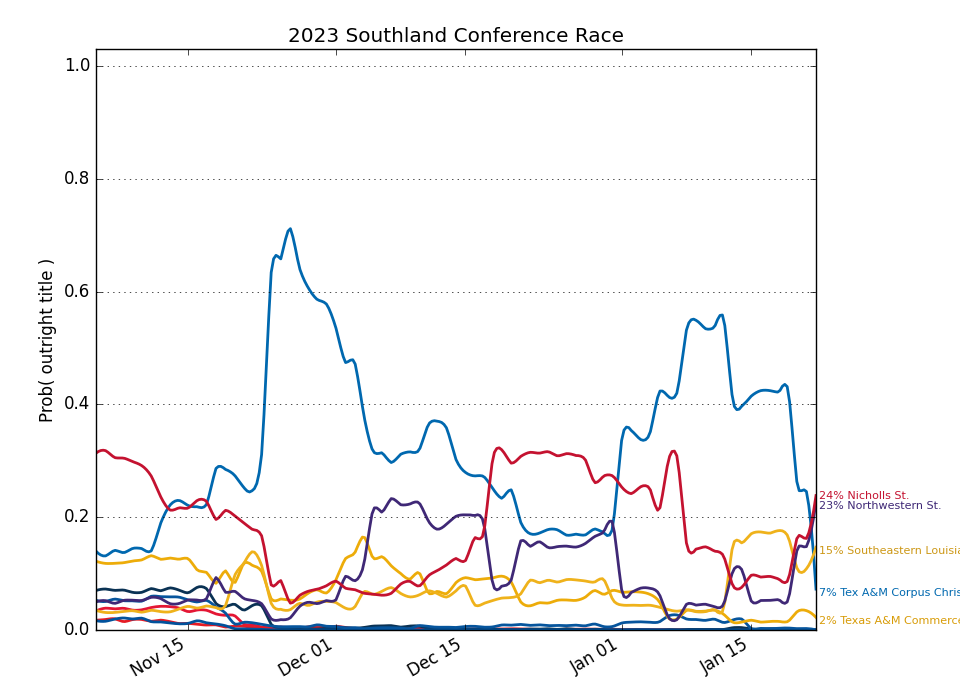 2023 Southland Conference Race
1.0
0.8
0.6
0.4
0.2
0.0
Prob( outright title )
24% Nicholls St.
23% Northwestern St.
15% Southeastern Louisia
7% Tex A&M Corpus Chris
2% Texas A&M Commerce
Nov 15
Dec 01
Dec 15
Jan 01
Jan 15